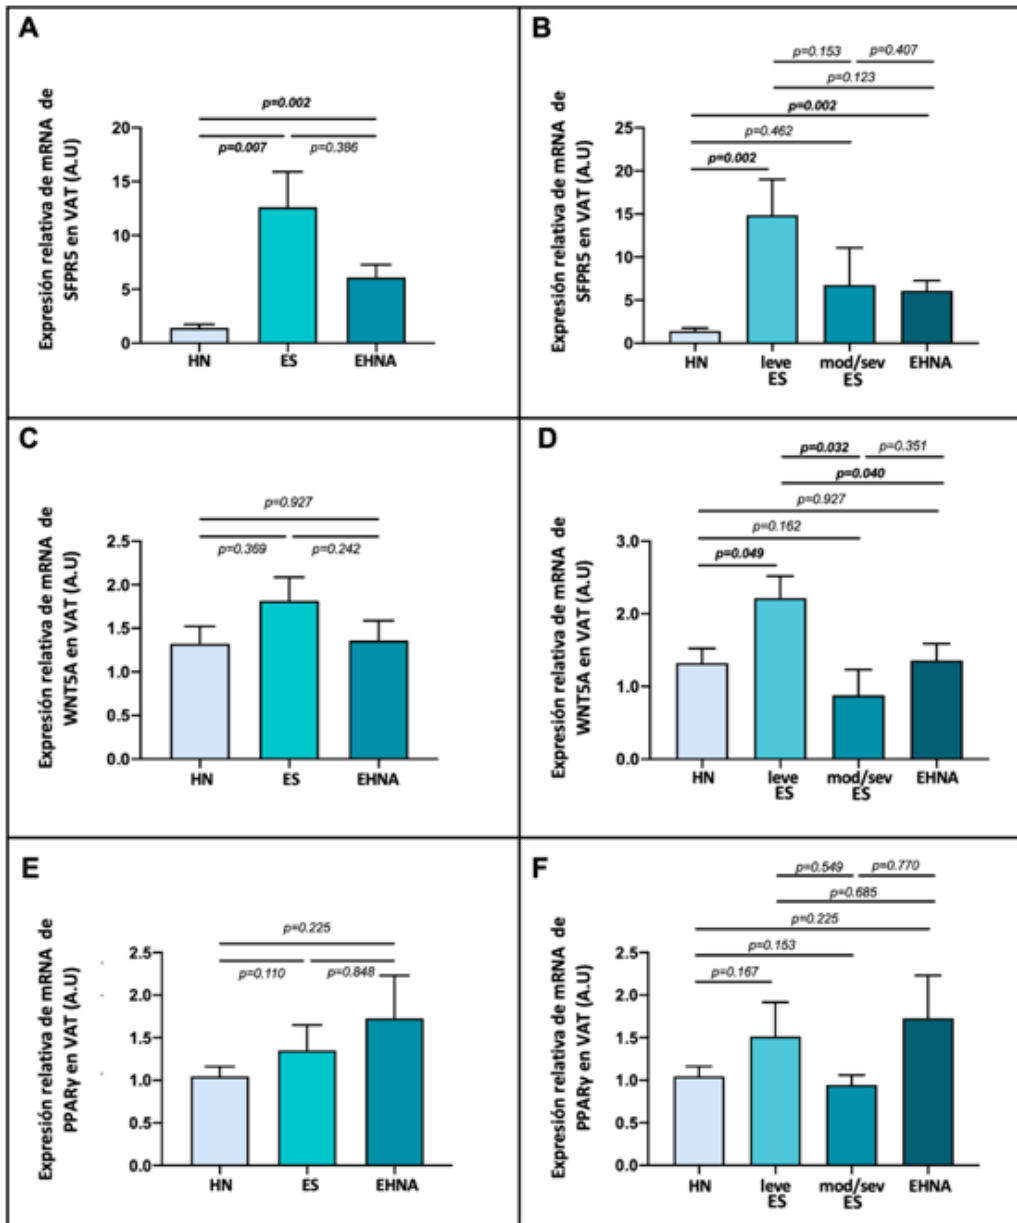 A
p=0.002
p=0.007
p=0.386
Expresión relativa de mRNA de
SFPR5 en VAT (A.U)
20
15
10
5
0
HN
ES
EHNA
B
p=0.153
p=0.407
p=0.123
p=0.002
p=0.462
p=0.002
Expresión relativa de mRNA de
SFPR5 en VAT (A.U)
25
20
15
10
5
0
HN
leve
ES
mod/sev
ES
EHNA
C
p=0.927
p=0.369
p=0.242
Expresión relativa de mRNA de
WNT5A en VAT (A.U)
2.5
2.0
1.5
1.0
0.5
0.0
HN
ES
EHNA
D
p=0.032
p=0.351
p=0.040
p=0.927
p=0.162
p=0.049
Expresión relativa de mRNA de
WNT5A en VAT (A.U)
3.0
2.0
1.0
0.0
HN
leve
ES
mod/sev
ES
EHNA
E
p=0.225
p=0.110
p=0.848
Expresión relativa de mRNA de
PPARγ en VAT (A.U)
2.5
2.0
1.5
1.0
0.5
0.0
HN
ES
EHNA
F
p=0.549
p=0.770
p=0.685
p=0.225
p=0.153
p=0.167
Expresión relativa de mRNA de
PPARγ en VAT (A.U)
2.5
2.0
1.5
1.0
0.5
0.0
HN
leve
ES
mod/sev
ES
EHNA